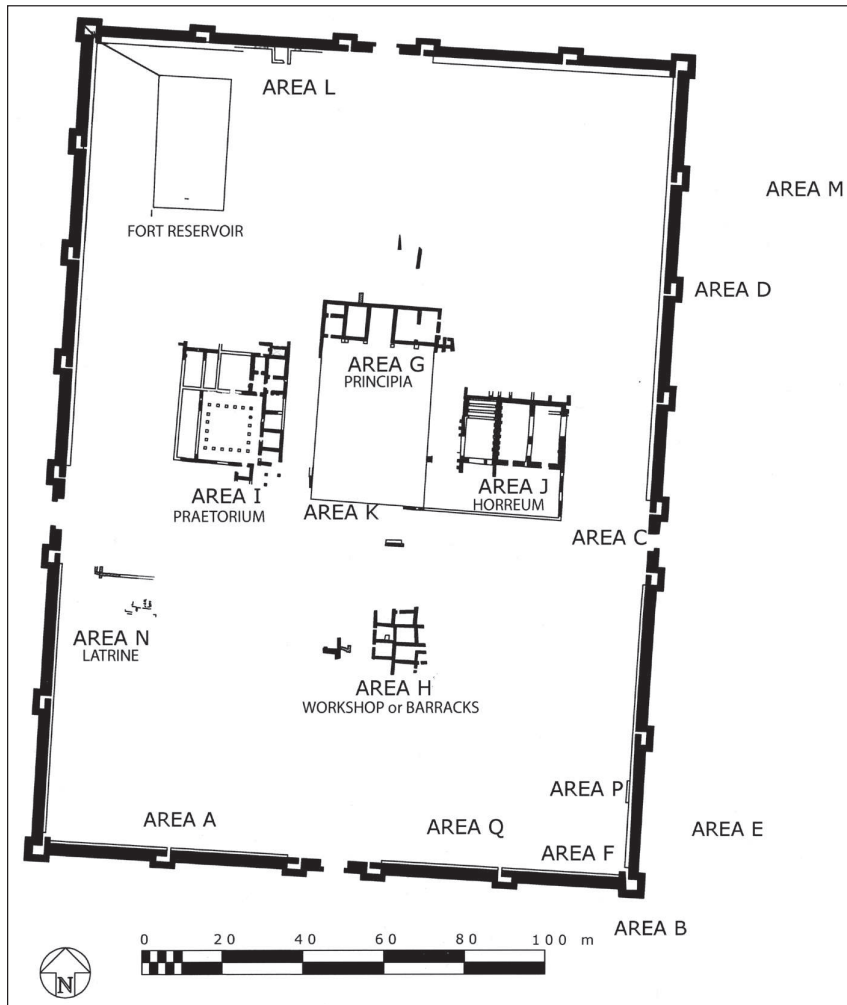 AREA L
AREA M
FORT RESERVOIR
AREA D
AREA G
PRINCIPIA
AREA I
PRAETORIUM
AREA K
AREA J
HORREUM
AREA C
AREA N
LATRINE
AREA H
WORKSHOP or BARRACKS
AREA P
AREA A
AREA Q
AREA E
AREA F
AREA B
0 20 40 60 80 100 m
N